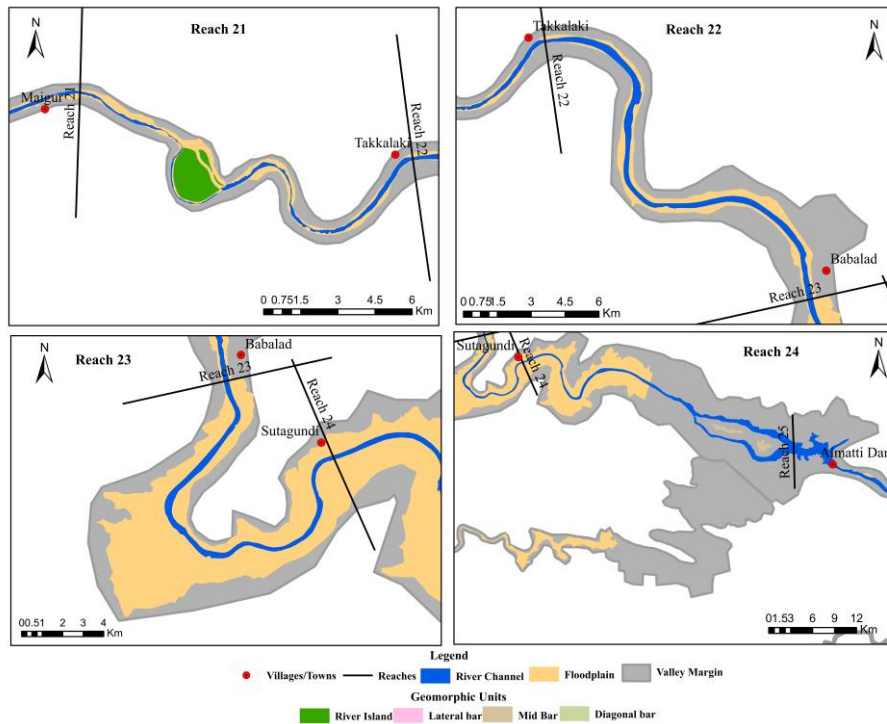 N
Reach 21
Maigur
Reach 21
Takkalaki
Reach 22
0 0.75 1.5 3 4.5 6
Km
Reach 22
N
Takkalaki
Reach 22
Babalad
Reach 23
0 0.75 1.5 3 4.5 6
Km
N
Reach 23
Babalad
Reach 23
Reach 24
Sutagundi
0 0.5 1 2 3 4
Km
Reach 24
N
Sutagundi
Reach 24
Reach 25
Almatti Dam
0 1.5 3 6 9 12
Km
Legend
Villages/Towns Reaches River Channel Floodplain Valley Margin
Geomorphic Units
River Island Lateral bar Mid Bar Diagonal bar